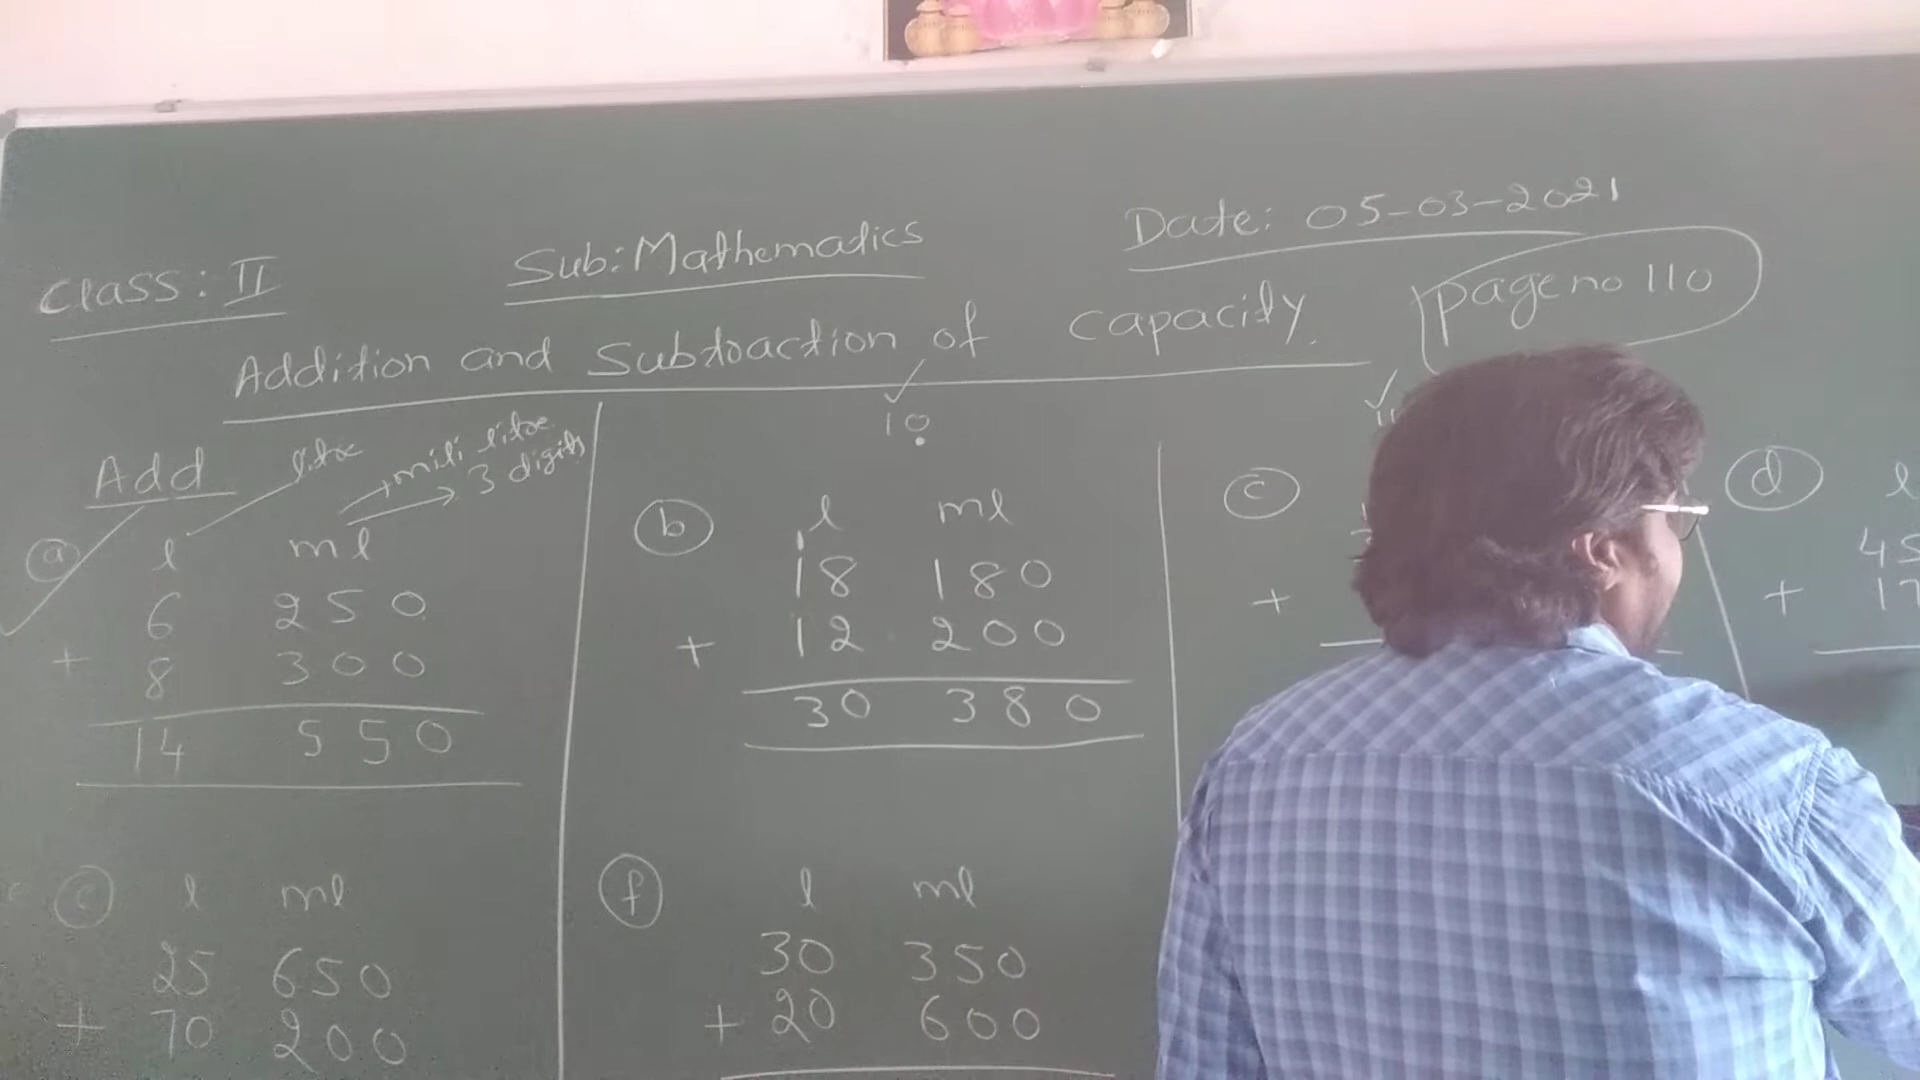 Class: II Sub: Mathematics Date: 05-03-2021
Addition and Subtraction of Capacity. page no 110
Add litre mili litre
3 digits
10
a l ml
6 250
+ 8 300
14 550
b l ml
18 180
+ 12 200
30 380
c
+
d l
45
+ 17
e l ml
25 650
+ 70 200
f l ml
30 350
+ 20 600